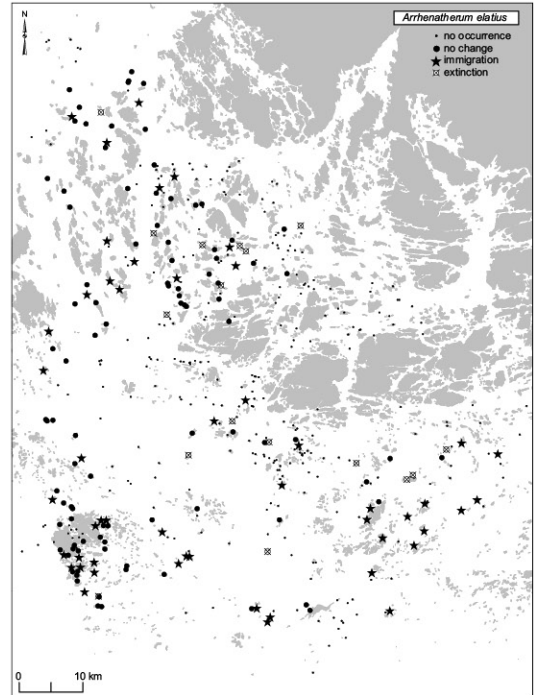 N
Arrhenatherum elatius
no occurrence
no change
immigration
extinction
0 10 km